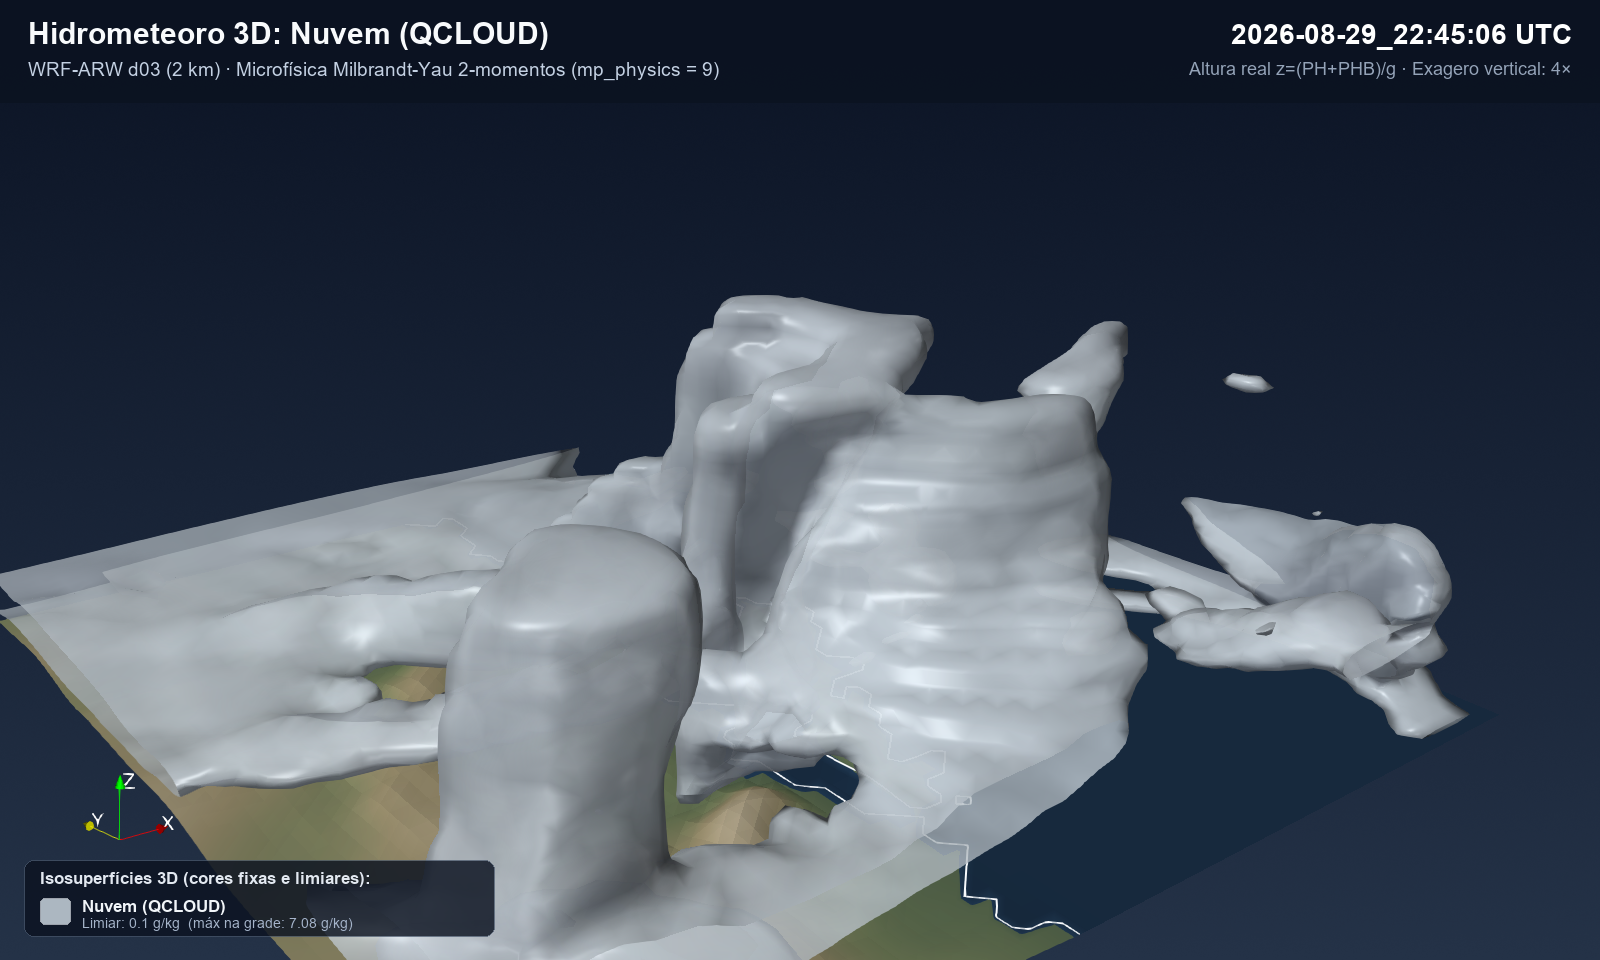 Hidrometeoro 3D: Nuvem (QCLOUD)
WRF-ARW d03 (2 km) · Microfísica Milbrandt-Yau 2-momentos (mp_physics = 9)
2026-08-29_22:45:06 UTC
Altura real z=(PH+PHB)/g · Exagero vertical: 4×
Z
Y
X
Isosuperfícies 3D (cores fixas e limiares):
Nuvem (QCLOUD)
Limiar: 0.1 g/kg (máx na grade: 7.08 g/kg)